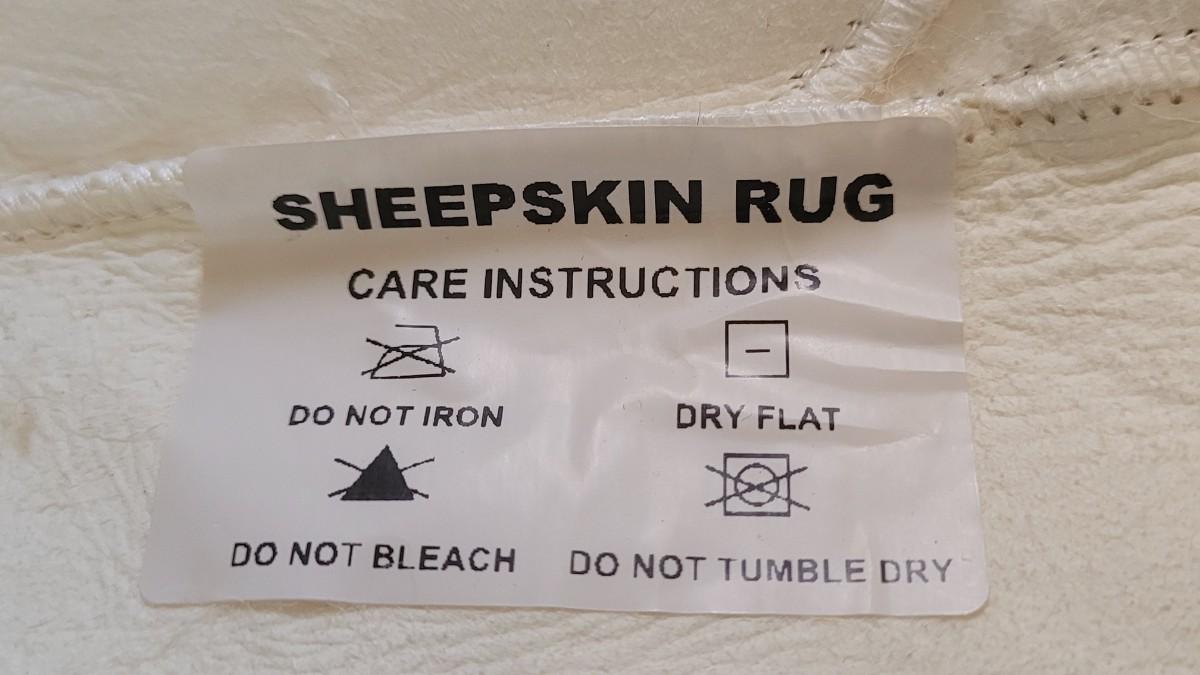 SHEEPSKIN RUG
CARE INSTRUCTIONS
DO NOT IRON
DRY FLAT
DO NOT BLEACH
DO NOT TUMBLE DRY